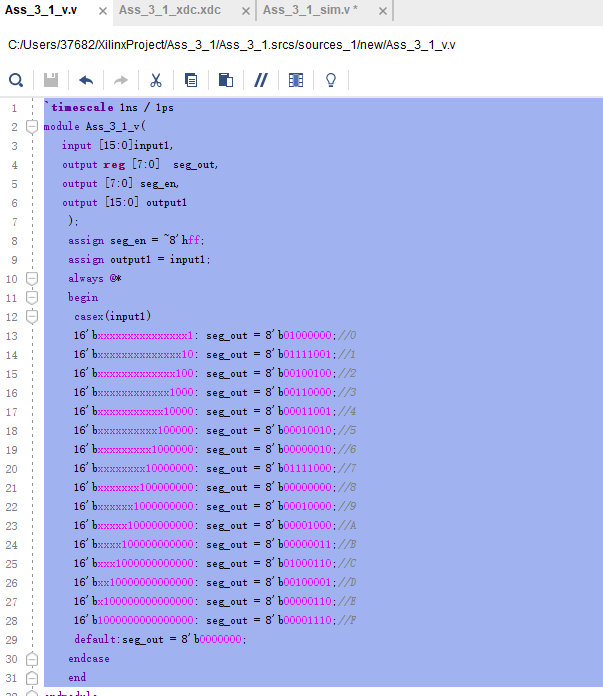 Ass_3_1_v.v × Ass_3_1_xdc.xdc × Ass_3_1_sim.v * ×
C:/Users/37682/XilinxProject/Ass_3_1/Ass_3_1.srcs/sources_1/new/Ass_3_1_v.v
1 `timescale 1ns / 1ps
2 module Ass_3_1_v(
3 input [15:0]input1,
4 output reg [7:0] seg_out,
5 output [7:0] seg_en,
6 output [15:0] output1
7 );
8 assign seg_en = ~8'hff;
9 assign output1 = input1;
10 always @*
11 begin
12 casex(input1)
13 16'bxxxxxxxxxxxxxxx1: seg_out = 8'b01000000;//0
14 16'bxxxxxxxxxxxxxx10: seg_out = 8'b01111001;//1
15 16'bxxxxxxxxxxxxx100: seg_out = 8'b00100100;//2
16 16'bxxxxxxxxxxxx1000: seg_out = 8'b00110000;//3
17 16'bxxxxxxxxxxx10000: seg_out = 8'b00011001;//4
18 16'bxxxxxxxxxx100000: seg_out = 8'b00010010;//5
19 16'bxxxxxxxxx1000000: seg_out = 8'b00000010;//6
20 16'bxxxxxxxx10000000: seg_out = 8'b01111000;//7
21 16'bxxxxxxx100000000: seg_out = 8'b00000000;//8
22 16'bxxxxxx1000000000: seg_out = 8'b00010000;//9
23 16'bxxxxx10000000000: seg_out = 8'b00001000;//A
24 16'bxxxx100000000000: seg_out = 8'b00000011;//B
25 16'bxxx1000000000000: seg_out = 8'b01000110;//C
26 16'bxx10000000000000: seg_out = 8'b00100001;//D
27 16'bx100000000000000: seg_out = 8'b00000110;//E
28 16'b1000000000000000: seg_out = 8'b00001110;//F
29 default:seg_out = 8'b0000000;
30 endcase
31 end